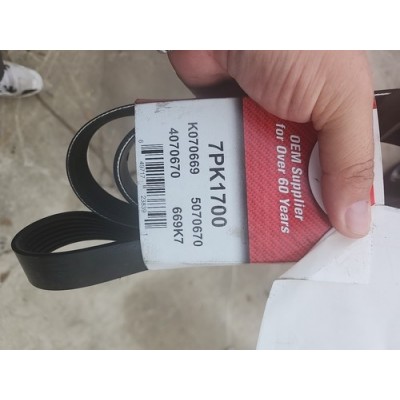 7PK1700
K070669 5070670
4070670 669K7
OEM Supplier
for Over 60 Years